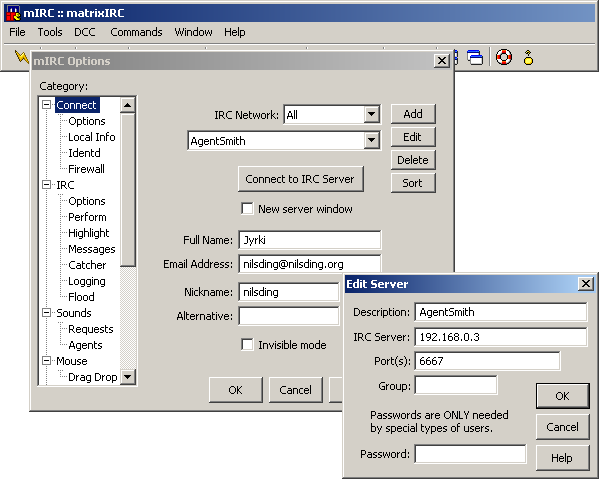 mIRC :: matrixIRC
File Tools DCC Commands Window Help
mIRC Options
Category:
Connect
Options
Local Info
Identd
Firewall
IRC
Options
Perform
Highlight
Messages
Catcher
Logging
Flood
Sounds
Requests
Agents
Mouse
Drag Drop
IRC Network: All
AgentSmith
Add
Edit
Delete
Sort
Connect to IRC Server
New server window
Full Name: Jyrki
Email Address: nilsding@nilsding.org
Nickname: nilsding
Alternative:
Invisible mode
OK Cancel
Edit Server
Description: AgentSmith
IRC Server: 192.168.0.3
Port(s): 6667
Group:
Passwords are ONLY needed
by special types of users.
Password:
OK
Cancel
Help